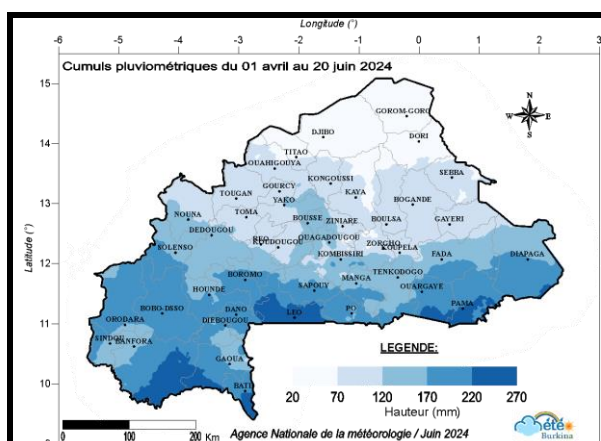 Longitude (°)
-6 -5 -4 -3 -2 -1 0 1 2 3
Cumuls pluviométriques du 01 avril au 20 juin 2024
15
N
W E
S
GOROM-GORO
DJIBO
DORI
14
TITAO
OUAHIGOUYA
SEBBA
KONGOUSSI
GOURCY
KAYA
TOUGAN
YAKO
BOGANDE
13
NOUNA
TOMA
BOUSSE
ZINIARE
BOULSA
GAYERI
DEDOUGOU
OUAGADOUGOU
KOUDOUGOU
ZORGHO
KOUPELA
SOLENSO
KOMBISSIRI
FADA
DIAPAGA
12
Latitude (°)
BOROMO
TENKODOGO
MANGA
SAPOUY
OUARGAYE
HOUNDE
BOBO-DSSO
DANO
LEO
PO
PAMA
11
ORODARA
DIEBOUGOU
SINDOU
BANFORA
LEGENDE:
GAOUA
10
BATI
20 70 120 170 220 270
Hauteur (mm)
0 100 200
Km
Agence Nationale de la météorologie / Juin 2024
été
Burkina